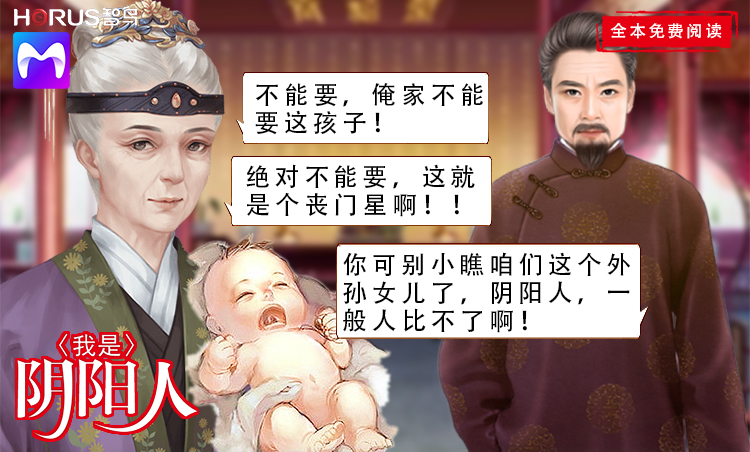 HORUS智鸟
全本免费阅读
不能要，俺家不能
要这孩子！
绝对不能要，这就
是个丧门星啊！！
你可别小瞧咱们这个外
孙女儿了，阴阳人，一
般人比不了啊！
〈我是〉
阴阳人